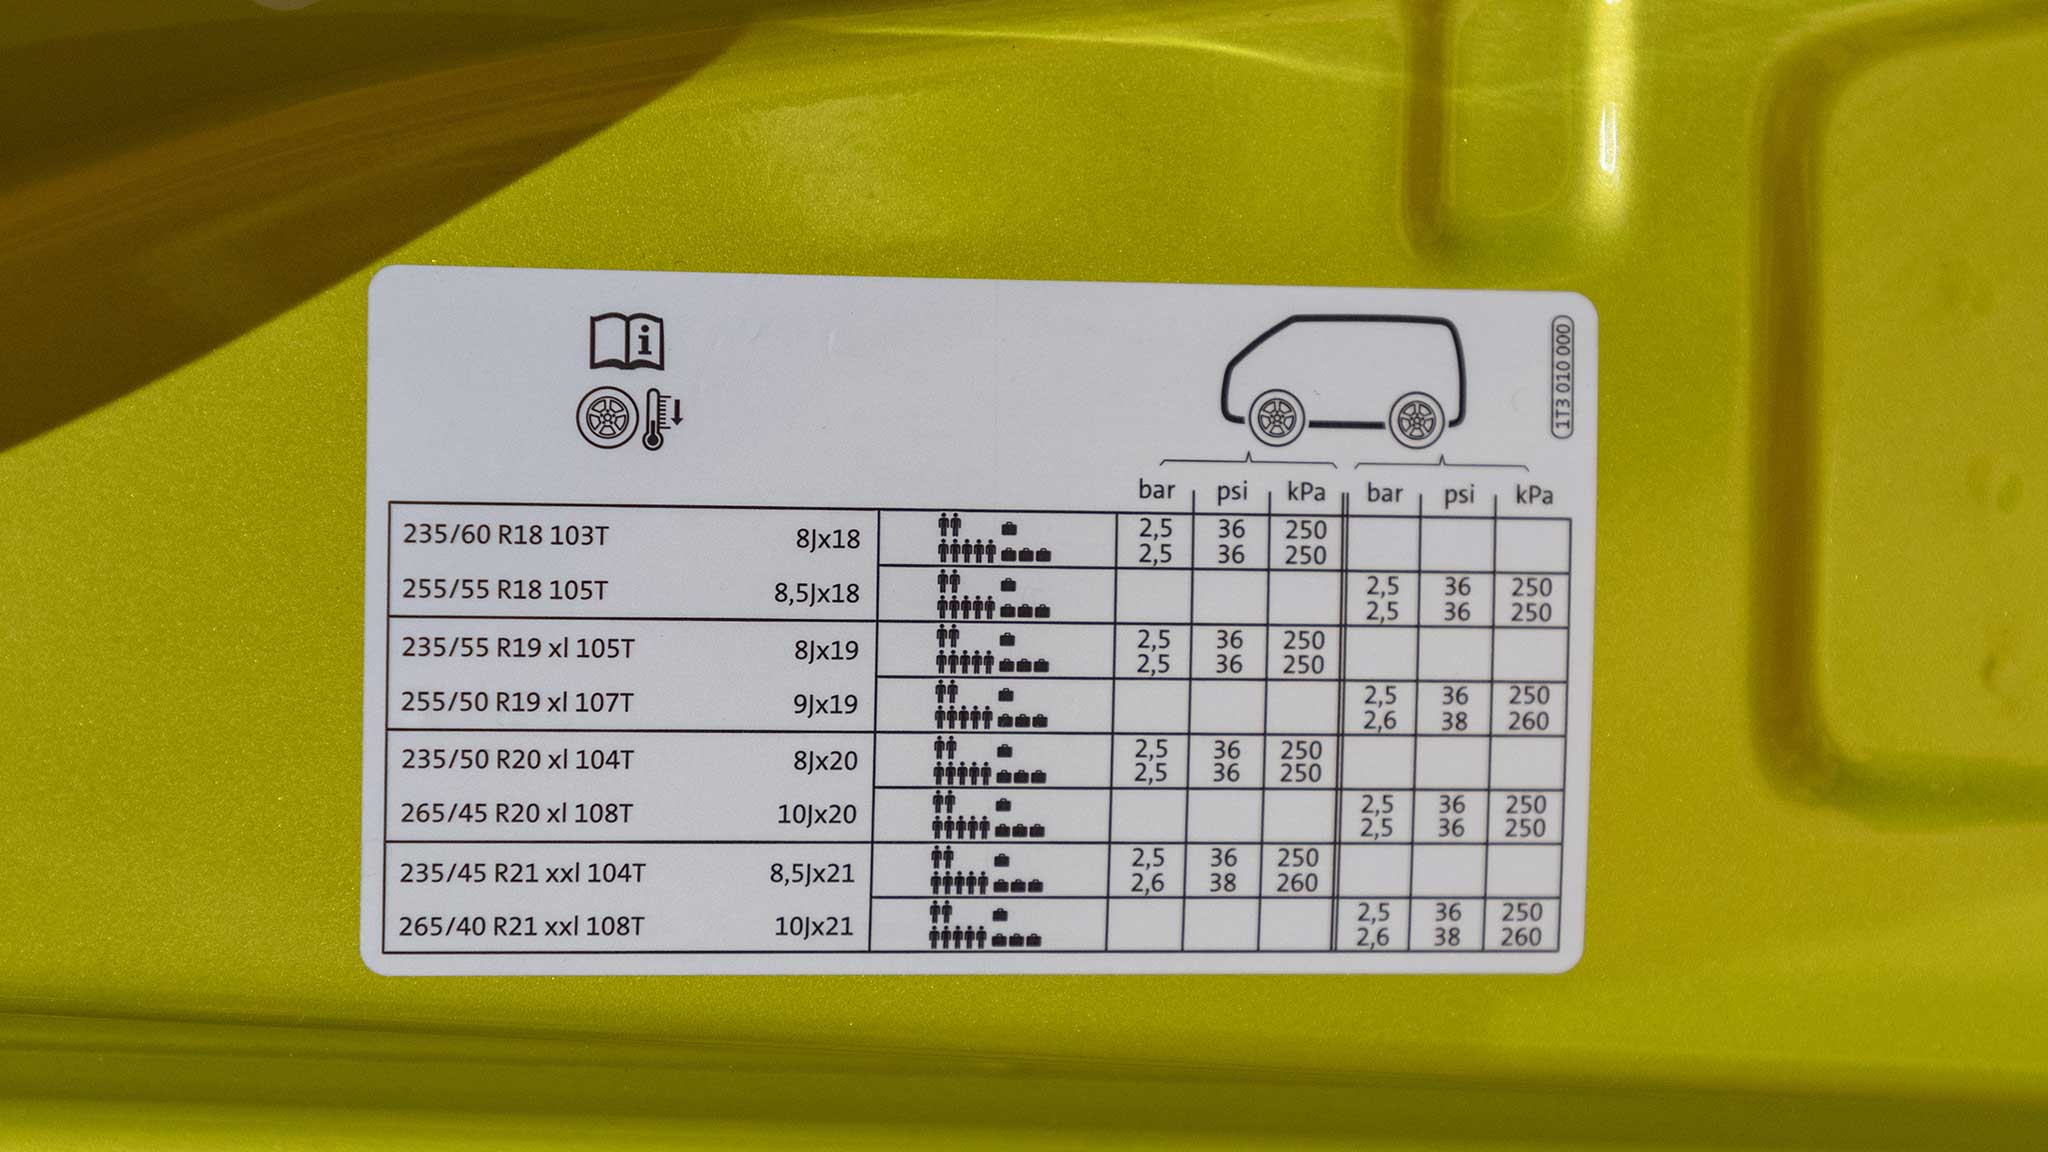 i
1T3 010 000
bar psi kPa bar psi kPa
235/60 R18 103T 8Jx18 2,5 36 250
2,5 36 250
255/55 R18 105T 8,5Jx18 2,5 36 250
2,5 36 250
235/55 R19 xl 105T 8Jx19 2,5 36 250
2,5 36 250
255/50 R19 xl 107T 9Jx19 2,5 36 250
2,6 38 260
235/50 R20 xl 104T 8Jx20 2,5 36 250
2,5 36 250
265/45 R20 xl 108T 10Jx20 2,5 36 250
2,5 36 250
235/45 R21 xxl 104T 8,5Jx21 2,5 36 250
2,6 38 260
265/40 R21 xxl 108T 10Jx21 2,5 36 250
2,6 38 260